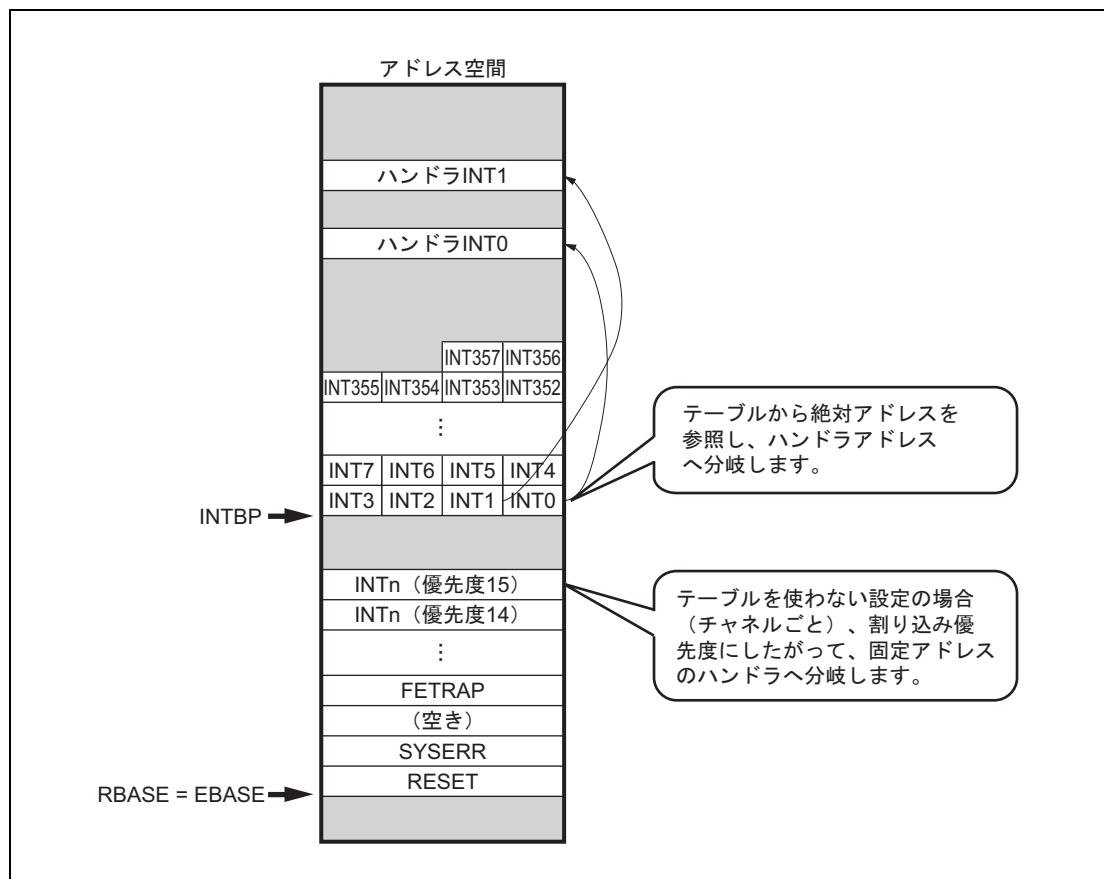 アドレス空間
ハンドラINT1
ハンドラINT0
INT357 INT356
INT355 INT354 INT353 INT352
⋮
INT7 INT6 INT5 INT4
INT3 INT2 INT1 INT0
INTBP
テーブルから絶対アドレスを
参照し、ハンドラアドレス
へ分岐します。
INTn（優先度15）
INTn（優先度14）
⋮
テーブルを使わない設定の場合
（チャネルごと）、割り込み優
先度にしたがって、固定アドレス
のハンドラへ分岐します。
FETRAP
（空き）
SYSERR
RESET
RBASE = EBASE